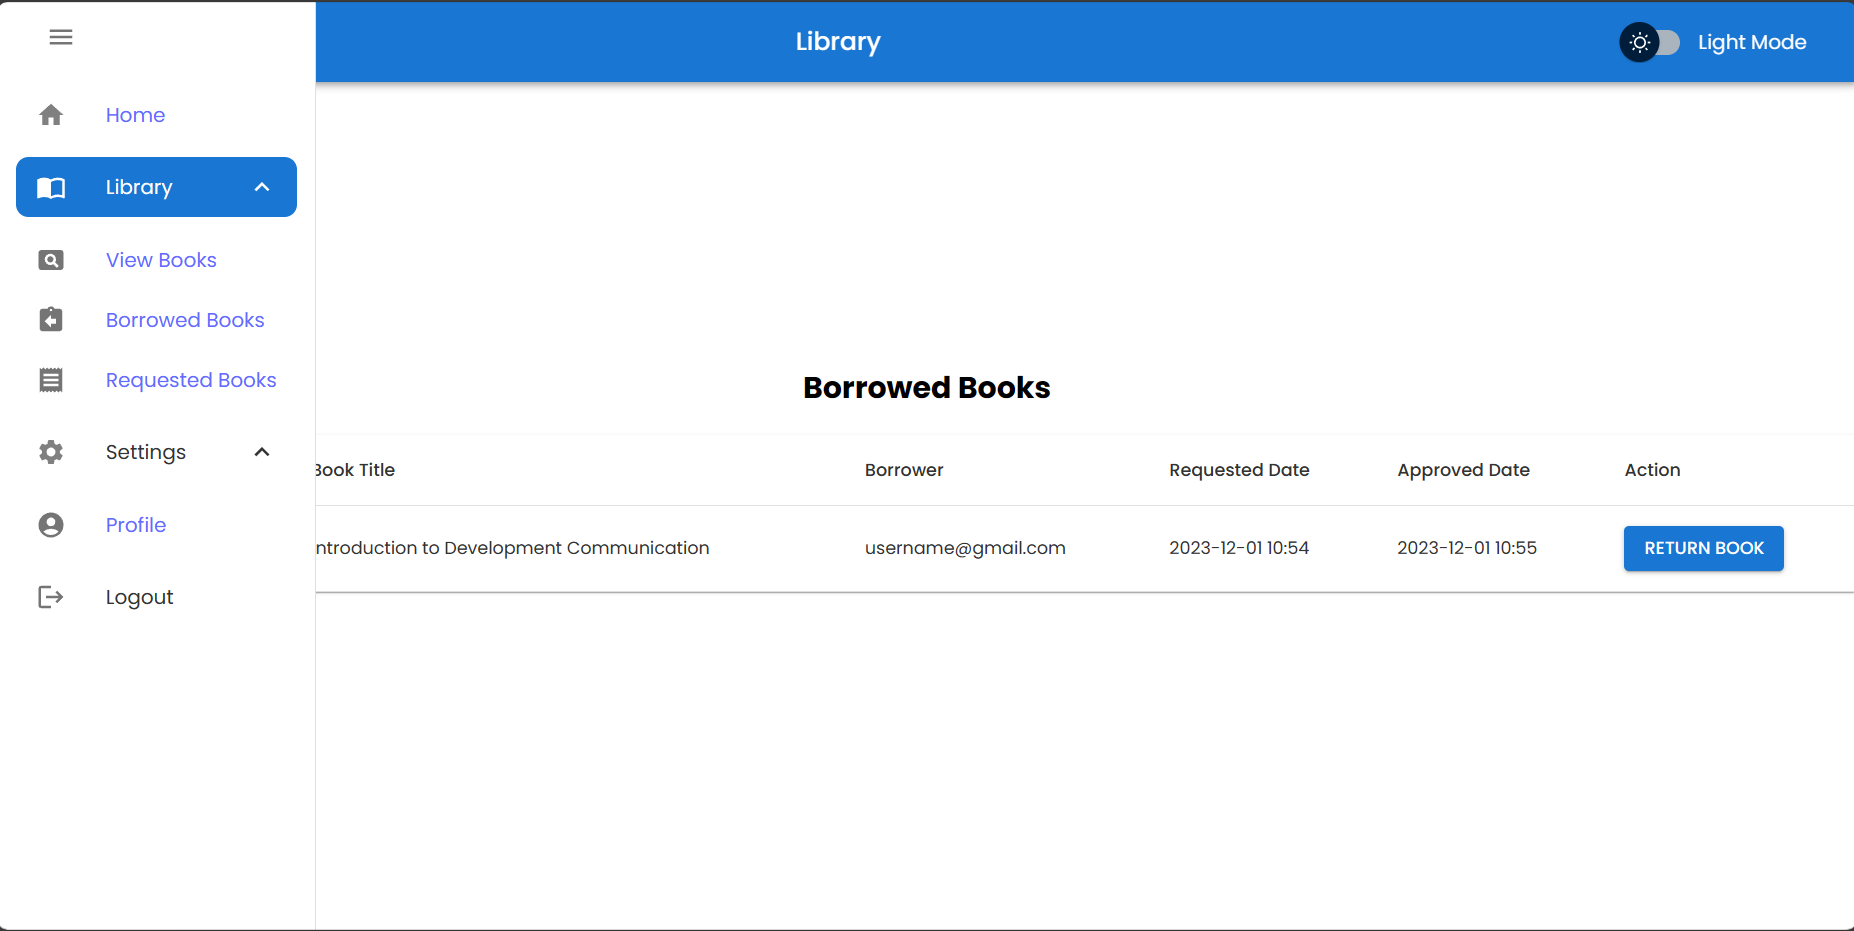 Library
Light Mode
Home
Library
View Books
Borrowed Books
Requested Books
Settings
Profile
Logout
Borrowed Books
Book Title Borrower Requested Date Approved Date Action
ntroduction to Development Communication username@gmail.com 2023-12-01 10:54 2023-12-01 10:55 RETURN BOOK